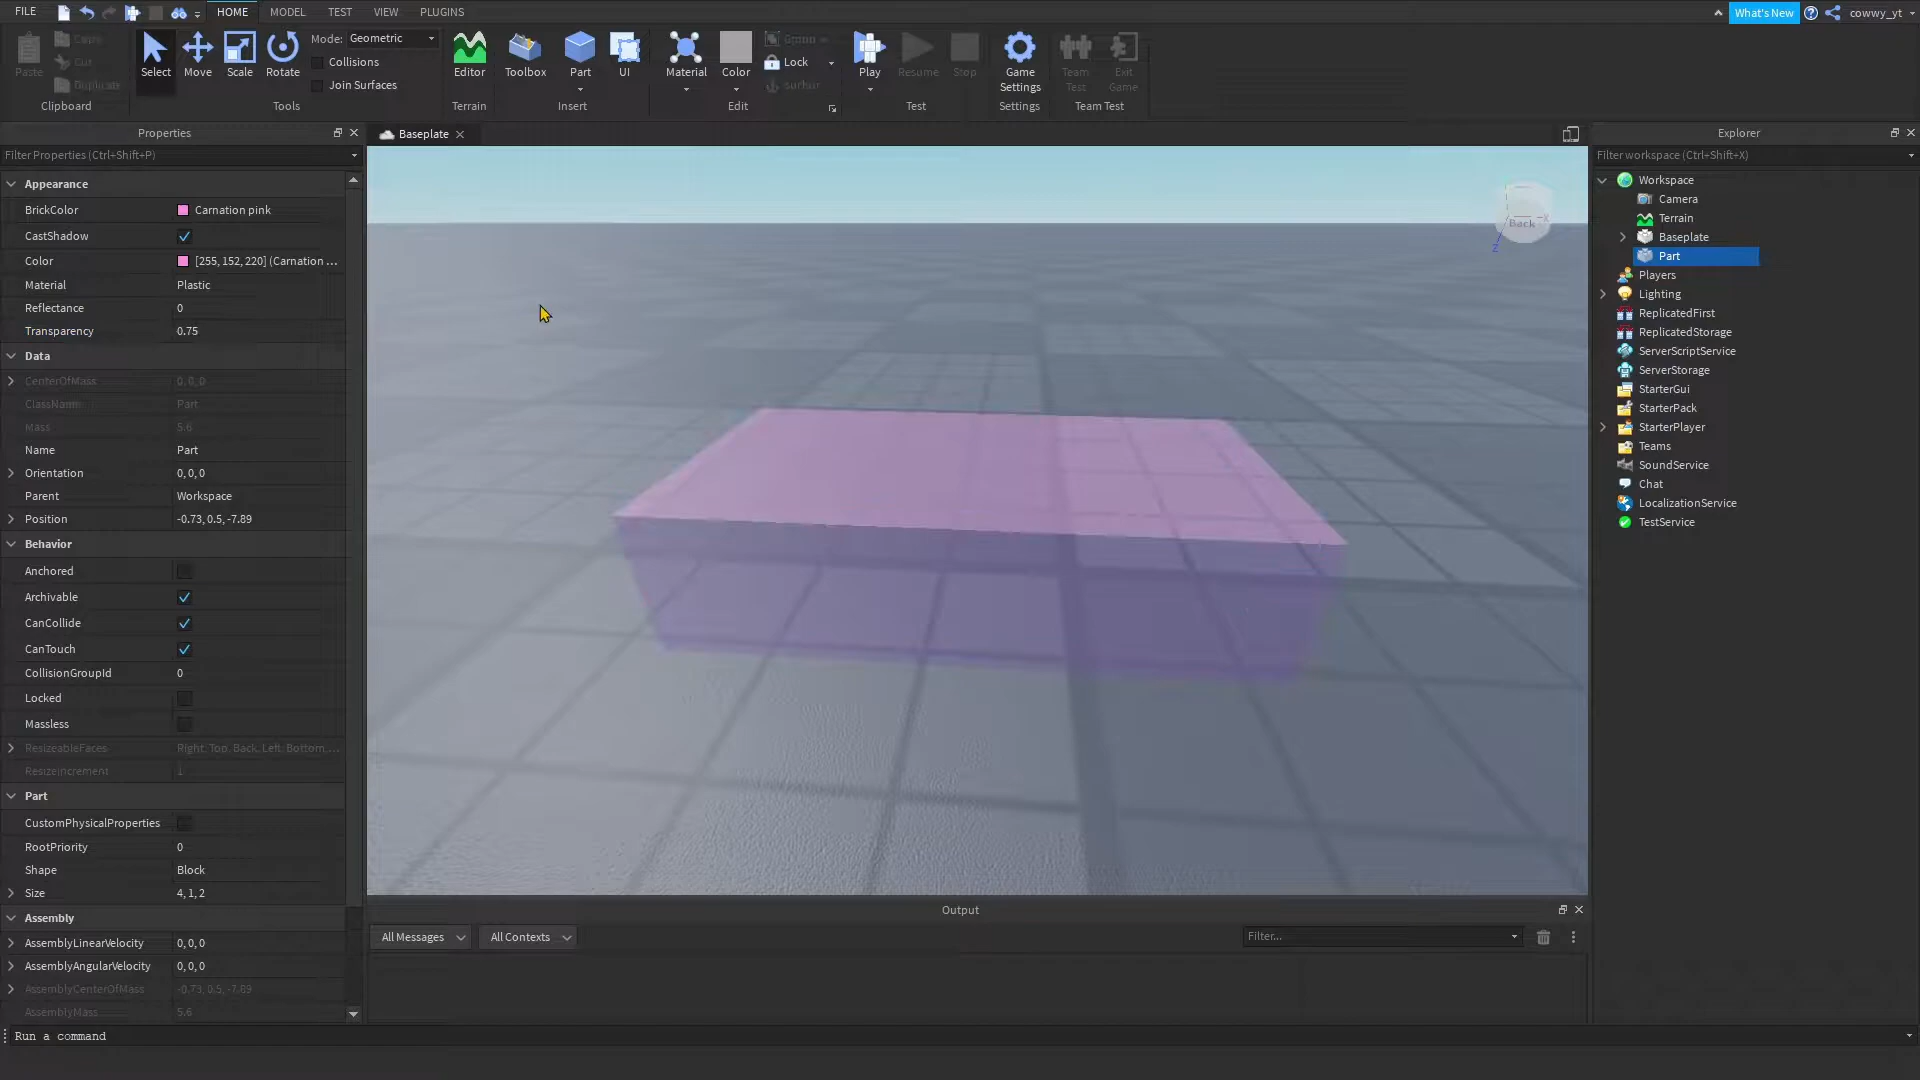 FILE
HOME
MODEL
TEST
VIEW
PLUGINS
What's New
cowwy_yt
Paste
Copy
Cut
Duplicate
Clipboard
Select
Move
Scale
Rotate
Mode: Geometric
Collisions
Join Surfaces
Tools
Editor
Terrain
Toolbox
Part
UI
Insert
Material
Color
Group
Lock
Anchor
Edit
Play
Resume
Stop
Test
Game
Settings
Settings
Team
Test
Exit
Game
Team Test
Properties
Filter Properties (Ctrl+Shift+P)
Appearance
BrickColor Carnation pink
CastShadow
Color [255, 152, 220] (Carnation ...
Material Plastic
Reflectance 0
Transparency 0.75
Data
CenterOfMass 0, 0, 0
ClassName Part
Mass 5.6
Name Part
Orientation 0, 0, 0
Parent Workspace
Position -0.73, 0.5, -7.89
Behavior
Anchored
Archivable
CanCollide
CanTouch
CollisionGroupId 0
Locked
Massless
ResizeableFaces Right, Top, Back, Left, Bottom, ...
ResizeIncrement 1
Part
CustomPhysicalProperties
RootPriority 0
Shape Block
Size 4, 1, 2
Assembly
AssemblyLinearVelocity 0, 0, 0
AssemblyAngularVelocity 0, 0, 0
AssemblyCenterOfMass -0.73, 0.5, -7.89
AssemblyMass 5.6
Run a command
Baseplate
Back
X
Z
Output
All Messages
All Contexts
Filter...
Explorer
Filter workspace (Ctrl+Shift+X)
Workspace
Camera
Terrain
Baseplate
Part
Players
Lighting
ReplicatedFirst
ReplicatedStorage
ServerScriptService
ServerStorage
StarterGui
StarterPack
StarterPlayer
Teams
SoundService
Chat
LocalizationService
TestService